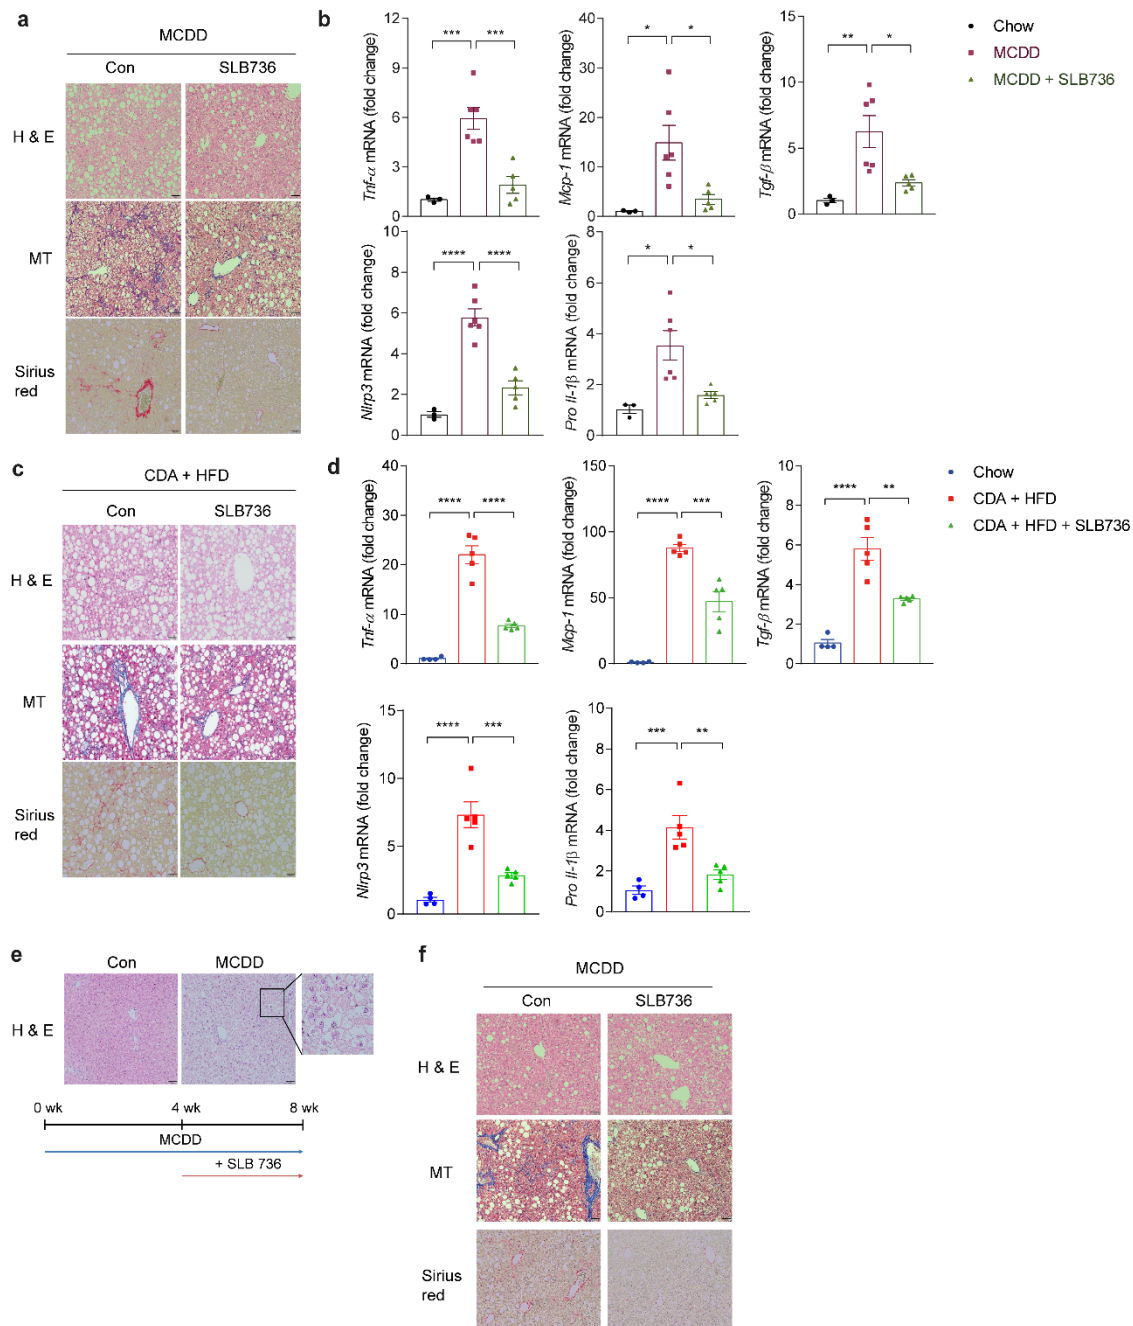 a
MCDD
Con SLB736
H & E
MT
Sirius
red
b
Tnf-α mRNA (fold change)
12
9
6
3
0
***
***
Mcp-1 mRNA (fold change)
40
30
20
10
0
*
*
Tgf-β mRNA (fold change)
15
10
5
0
**
*
Chow
MCDD
MCDD + SLB736
Nlrp3 mRNA (fold change)
10
8
6
4
2
0
****
****
Pro Il-1β mRNA (fold change)
8
6
4
2
0
*
*
c
CDA + HFD
Con SLB736
H & E
MT
Sirius
red
d
Tnf-α mRNA (fold change)
40
30
20
10
0
****
****
Mcp-1 mRNA (fold change)
150
100
50
0
****
***
Tgf-β mRNA (fold change)
10
8
6
4
2
0
****
**
Chow
CDA + HFD
CDA + HFD + SLB736
Nlrp3 mRNA (fold change)
15
10
5
0
****
***
Pro Il-1β mRNA (fold change)
10
8
6
4
2
0
***
**
e
Con MCDD
H & E
0 wk 4 wk 8 wk
MCDD
+ SLB 736
f
MCDD
Con SLB736
H & E
MT
Sirius
red